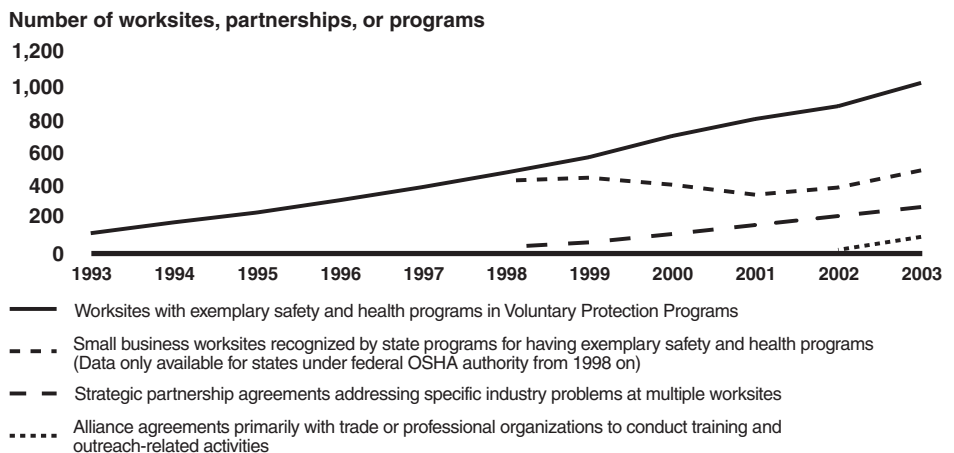 Number of worksites, partnerships, or programs
1,200
1,000
800
600
400
200
0
1993 1994 1995 1996 1997 1998 1999 2000 2001 2002 2003
Worksites with exemplary safety and health programs in Voluntary Protection Programs
Small business worksites recognized by state programs for having exemplary safety and health programs
(Data only available for states under federal OSHA authority from 1998 on)
Strategic partnership agreements addressing specific industry problems at multiple worksites
Alliance agreements primarily with trade or professional organizations to conduct training and
outreach-related activities